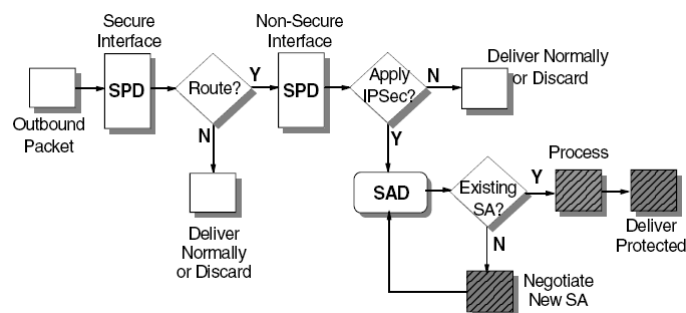 Secure
Interface
Non-Secure
Interface
Deliver Normally
or Discard
SPD
Route?
Y
SPD
Apply
IPSec?
N
Outbound
Packet
N
Y
Deliver
Normally
or Discard
SAD
Existing
SA?
Y
Process
Deliver
Protected
N
Negotiate
New SA